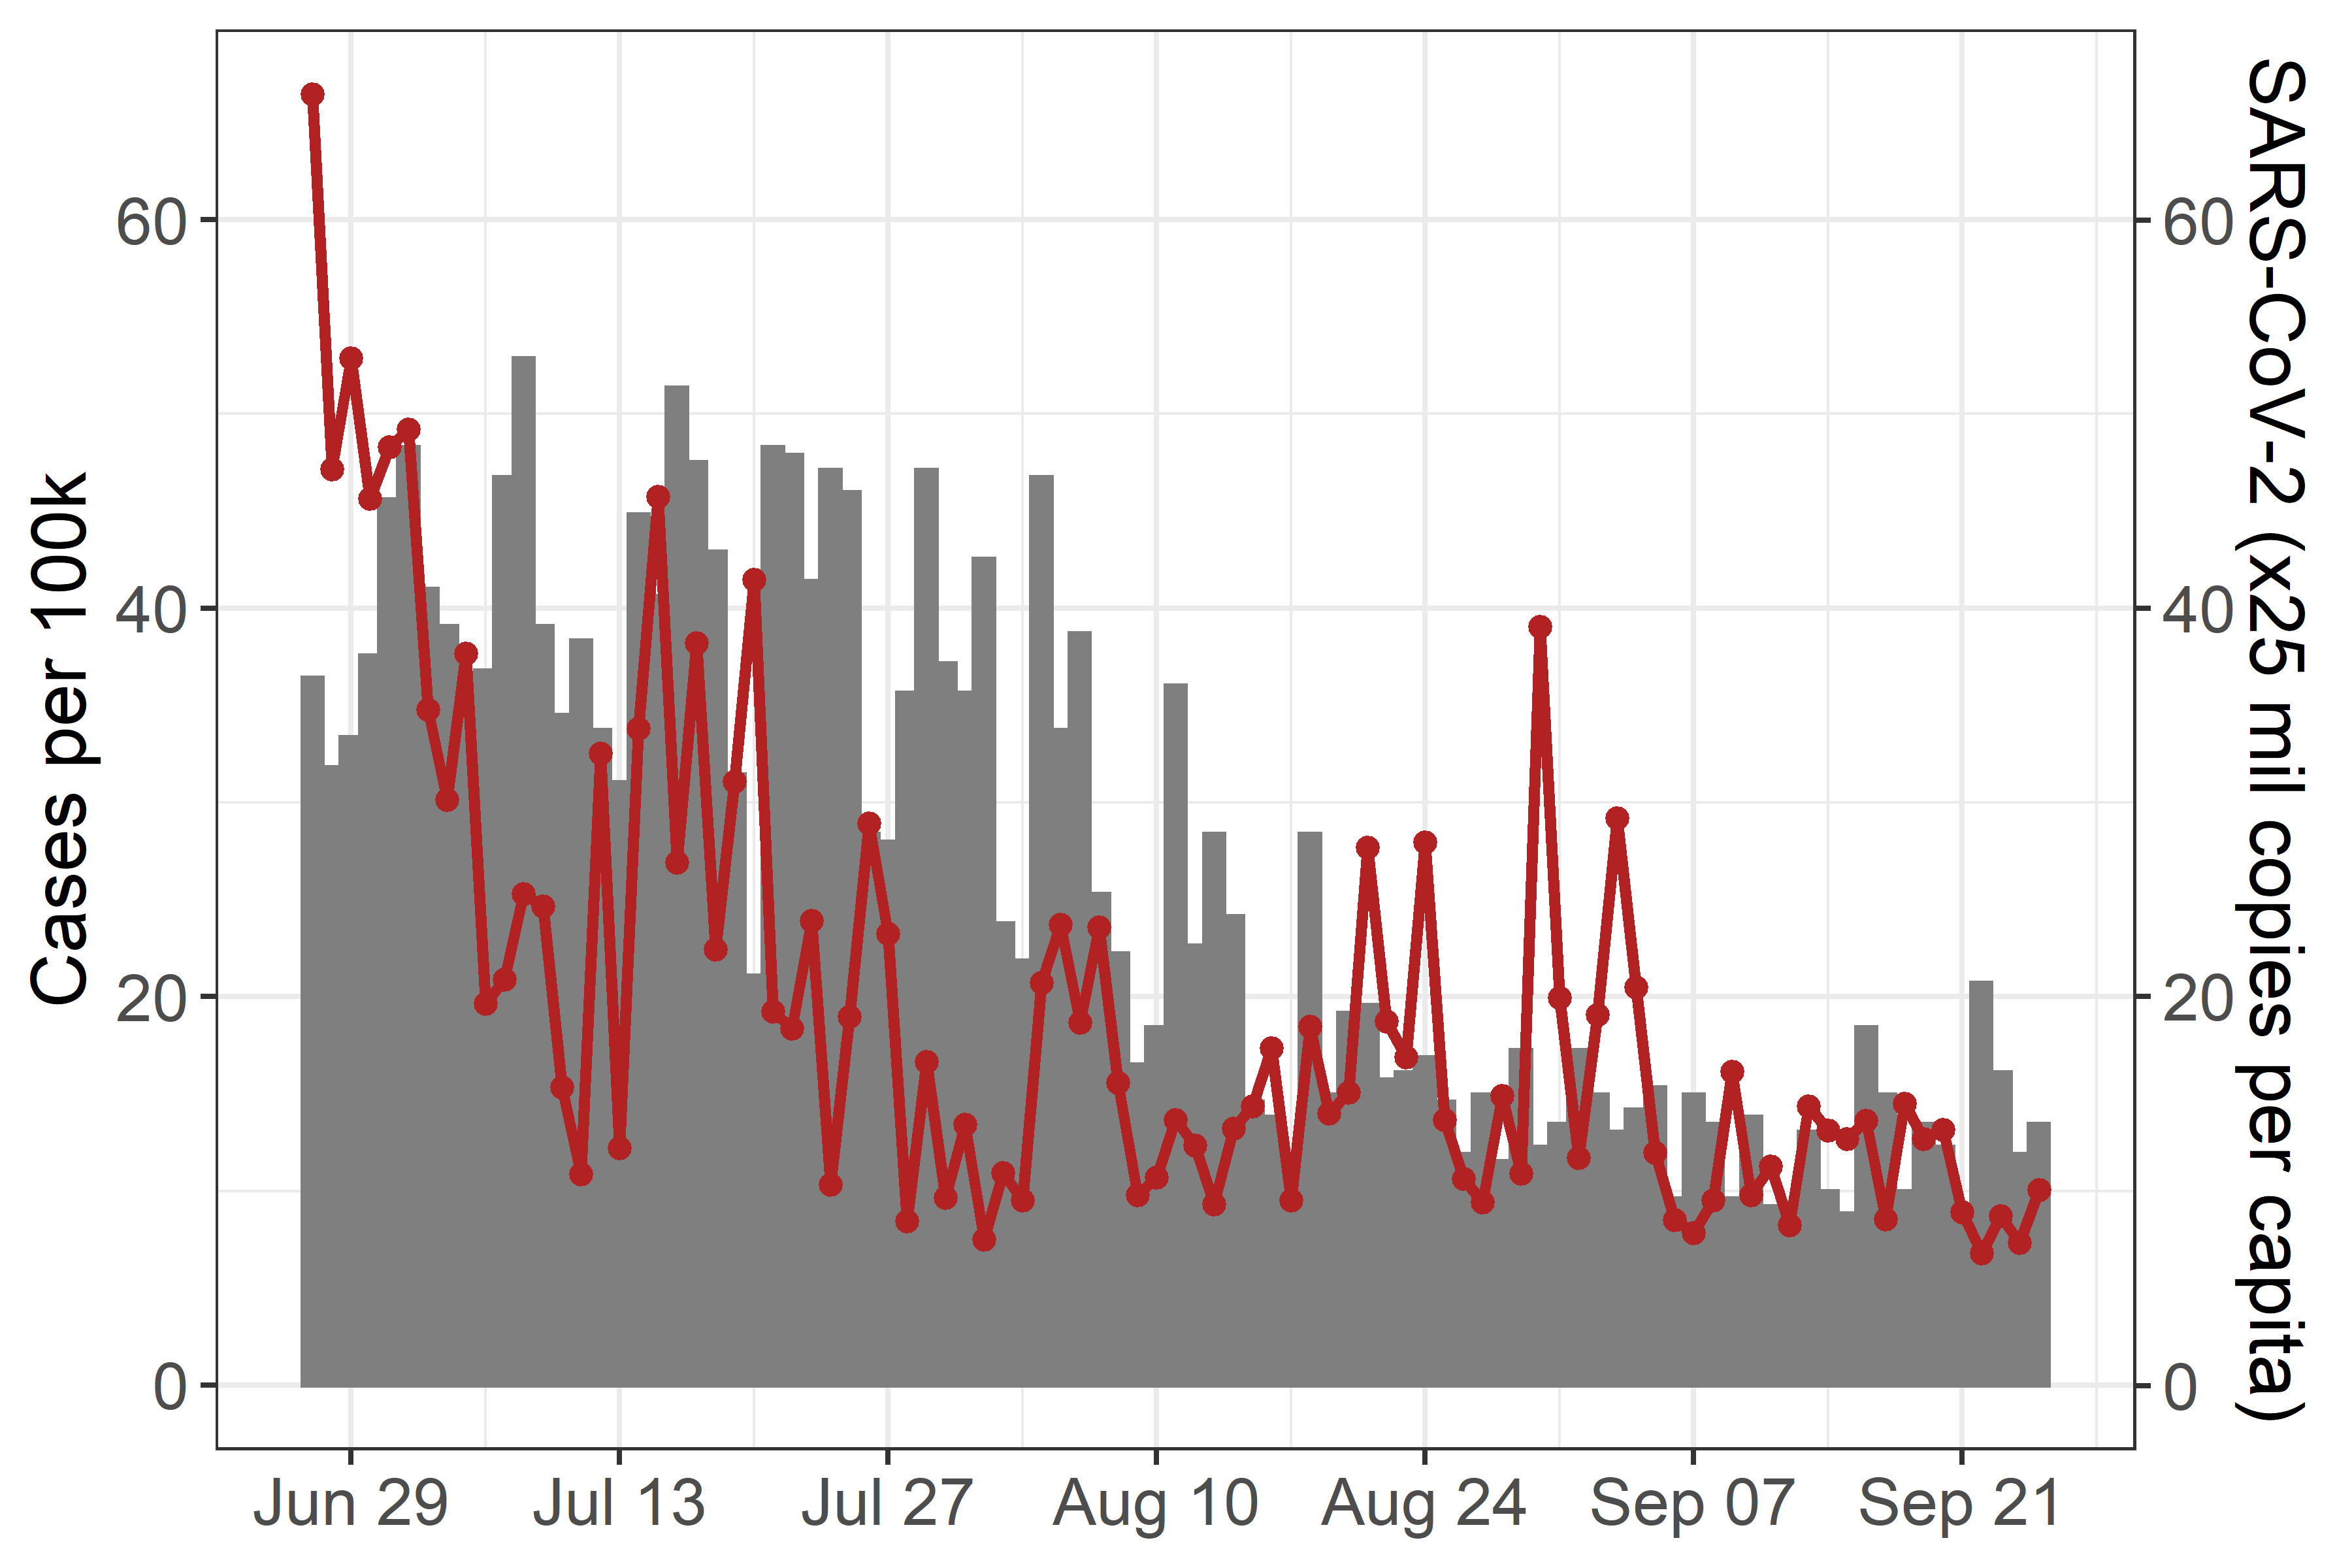 Cases per 100k
60
40
20
0
60
40
20
0
SARS-CoV-2 (x25 mil copies per capita)
Jun 29
Jul 13
Jul 27
Aug 10
Aug 24
Sep 07
Sep 21